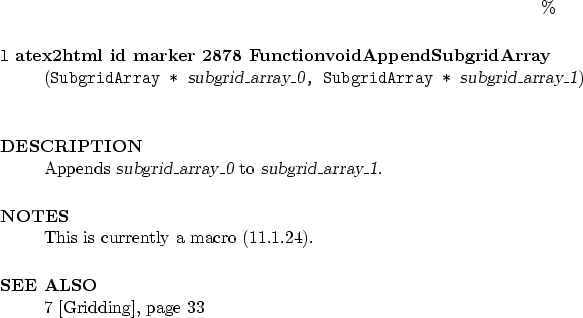 %
1 atex2html id marker 2878 FunctionvoidAppendSubgridArray
(SubgridArray * subgrid_array_0, SubgridArray * subgrid_array_1)
DESCRIPTION
Appends subgrid_array_0 to subgrid_array_1.
NOTES
This is currently a macro (11.1.24).
SEE ALSO
7 [Gridding], page 33